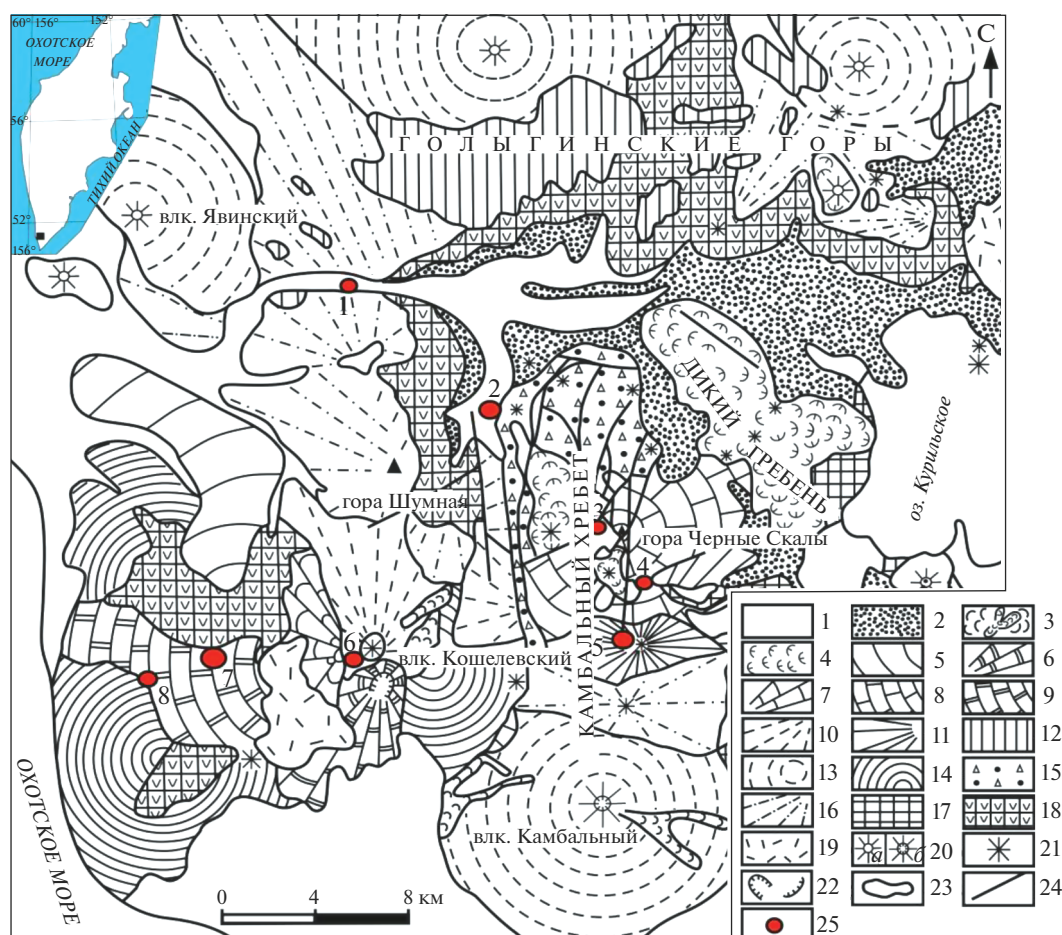 60° 156° 152°
ОХОТСКОЕ
МОРЕ
56°
ТИХИЙ ОКЕАН
52°
156°
С
ГОЛЫГИНСКИЕ ГОРЫ
влк. Явинский
1
2
ДИКИЙ
ГРЕБЕНЬ
оз. Курильское
гора Шумная
КАМБАЛЬНЫЙ ХРЕБЕТ
3
гора Черные Скалы
4
5
6
влк. Кошелевский
7
8
ОХОТСКОЕ МОРЕ
влк. Камбальный
0 4 8 км
1 2 3
4 5 6
7 8 9
10 11 12
13 14 15
16 17 18
19 а б 20 21
22 23 24
25